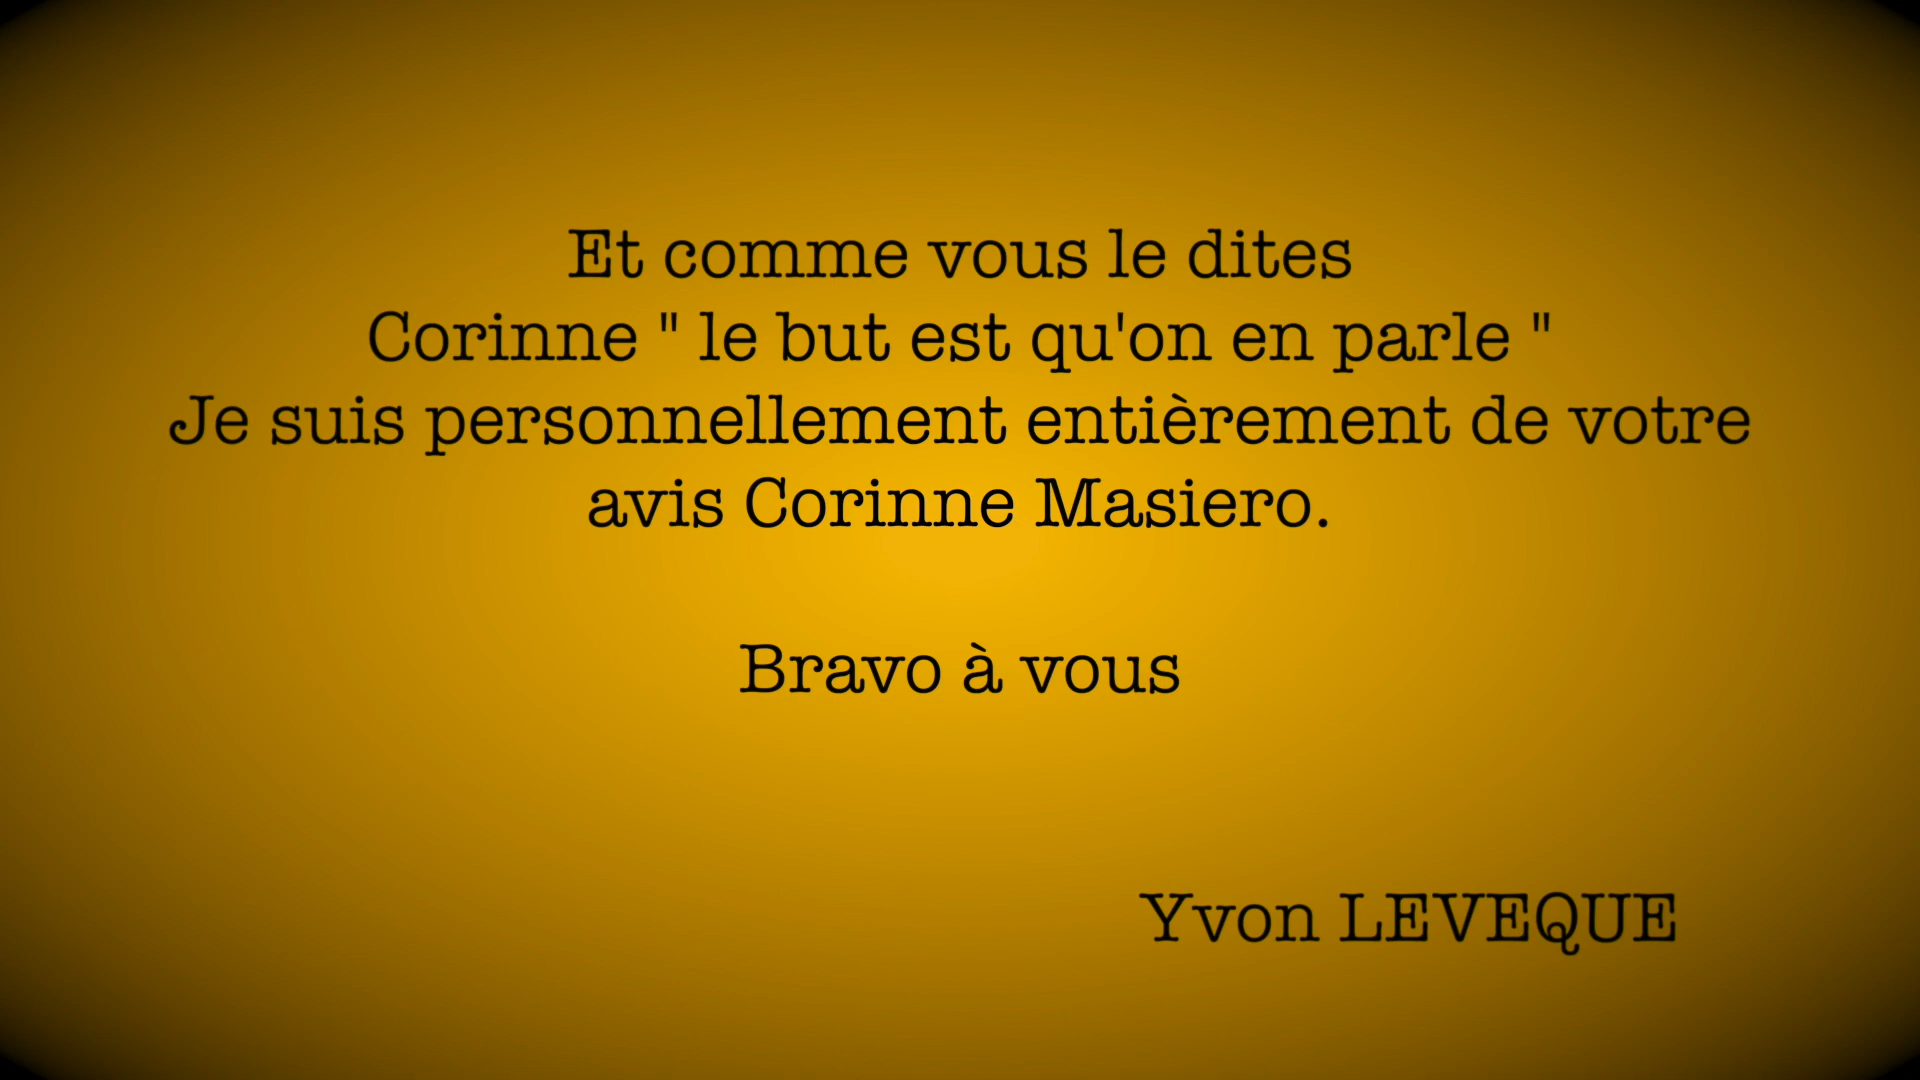 Et comme vous le dites
Corinne " le but est qu'on en parle "
Je suis personnellement entièrement de votre
avis Corinne Masiero.
Bravo à vous
Yvon LEVEQUE